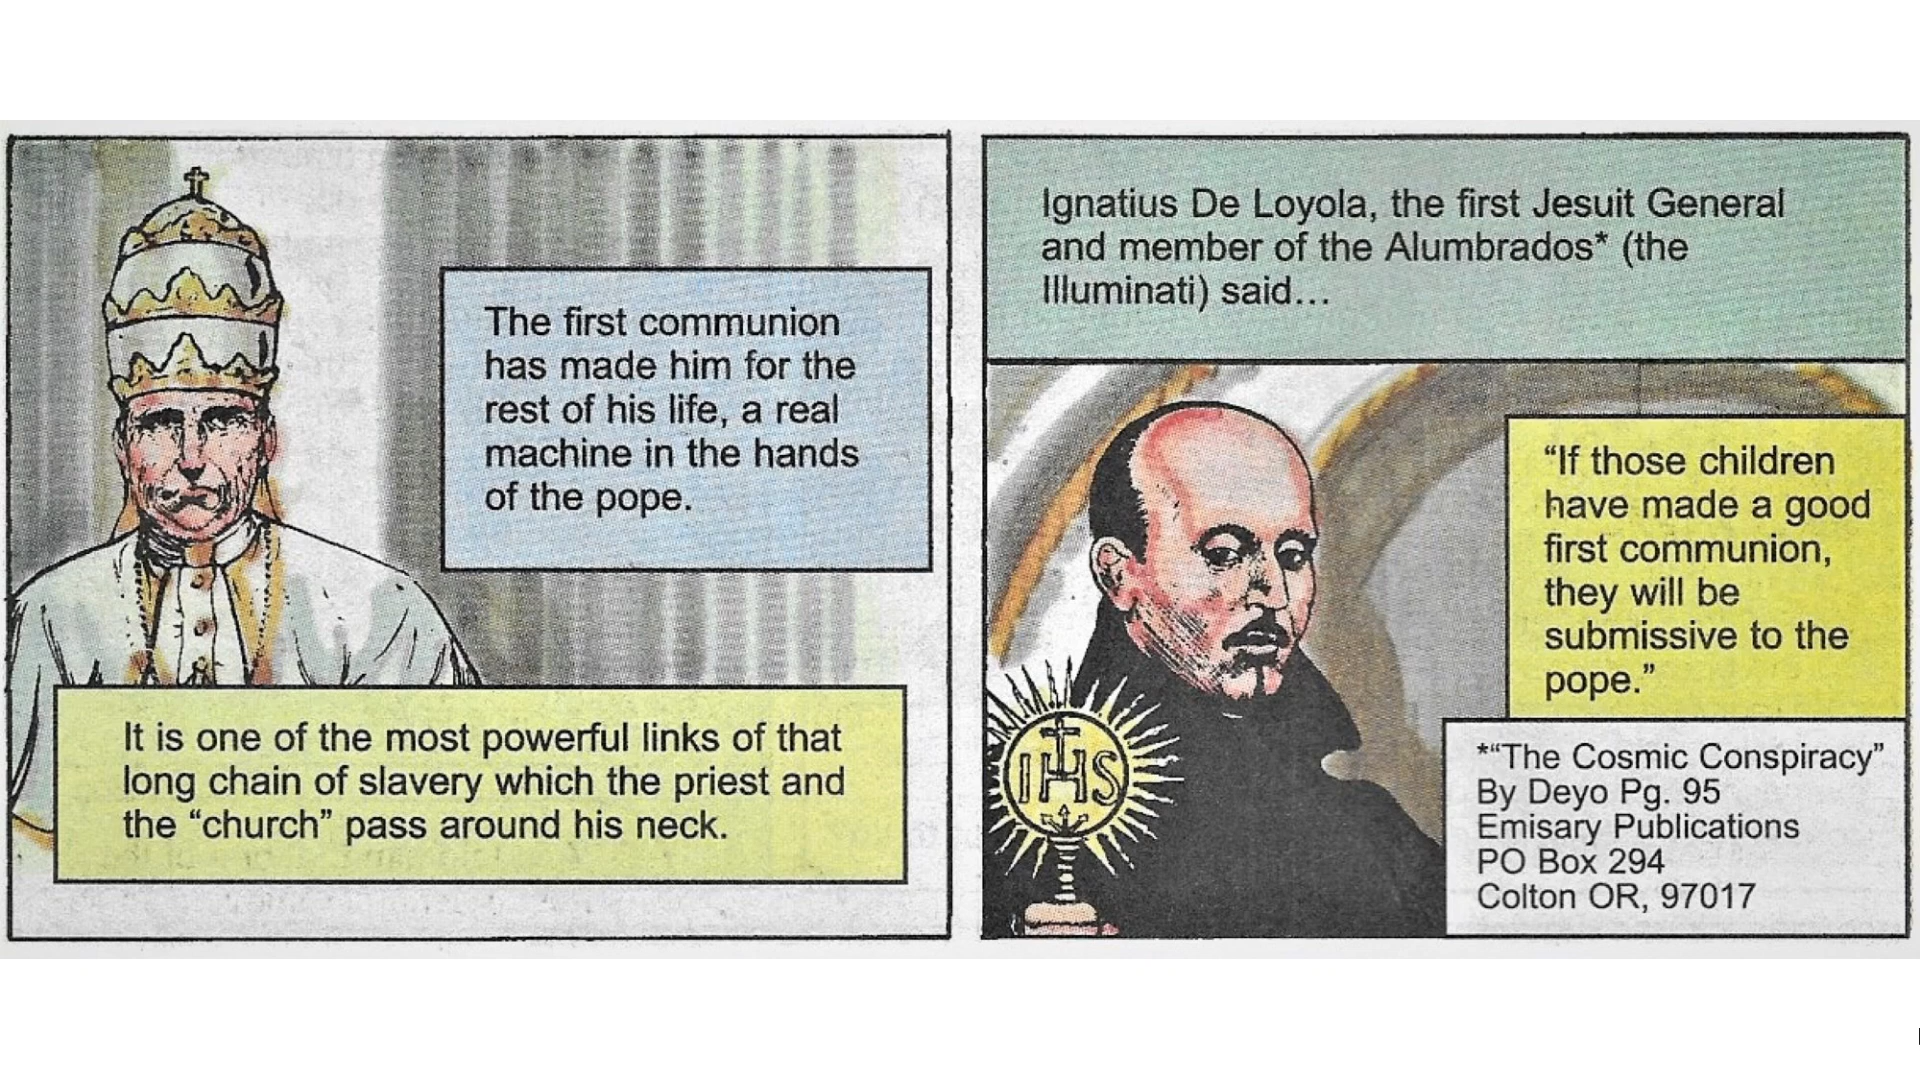 The first communion
has made him for the
rest of his life, a real
machine in the hands
of the pope.
It is one of the most powerful links of that
long chain of slavery which the priest and
the “church” pass around his neck.
Ignatius De Loyola, the first Jesuit General
and member of the Alumbrados* (the
Illuminati) said...
“If those children
have made a good
first communion,
they will be
submissive to the
pope.”
IHS
*“The Cosmic Conspiracy”
By Deyo Pg. 95
Emisary Publications
PO Box 294
Colton OR, 97017